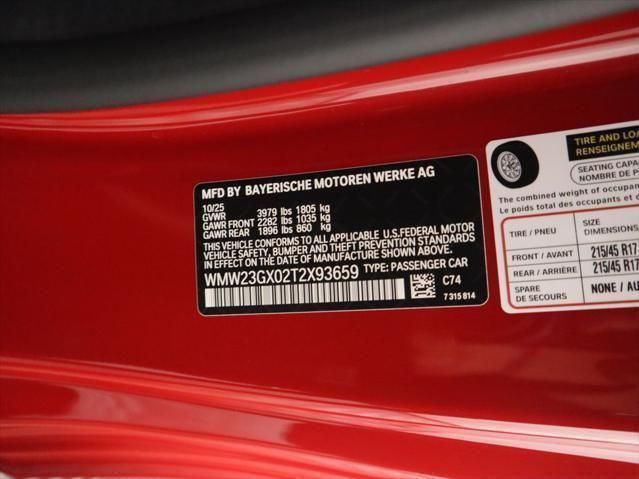 MFD BY BAYERISCHE MOTOREN WERKE AG
10/25
GVWR 3979 lbs 1805 kg
GAWR FRONT 2282 lbs 1035 kg
GAWR REAR 1896 lbs 860 kg
THIS VEHICLE CONFORMS TO ALL APPLICABLE U.S.FEDERAL MOTOR
VEHICLE SAFETY, BUMPER, AND THEFT PREVENTION STANDARDS
IN EFFECT ON THE DATE OF MANUFACTURE SHOWN ABOVE.
WMW23GX02T2X93659 TYPE: PASSENGER CAR
C74
7 315 814
TIRE AND
RENSEIGNEM
SEATING CAPA
NOMBRE DE
The combined weight of occupa
Le poids total des occupants et d
TIRE / PNEU SIZE
DIMENSIONS
FRONT / AVANT 215/45 R17
REAR / ARRIÈRE 215/45 R17
SPARE
DE SECOURS NONE / AU